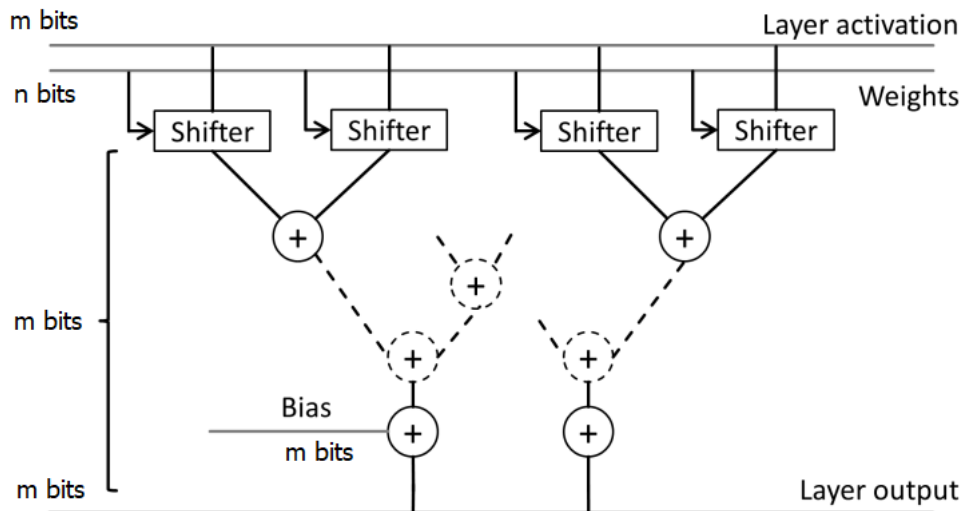 m bits
Layer activation
n bits
Weights
Shifter
Shifter
Shifter
Shifter
+
+
+
m bits
+
+
Bias
+
+
m bits
m bits
Layer output